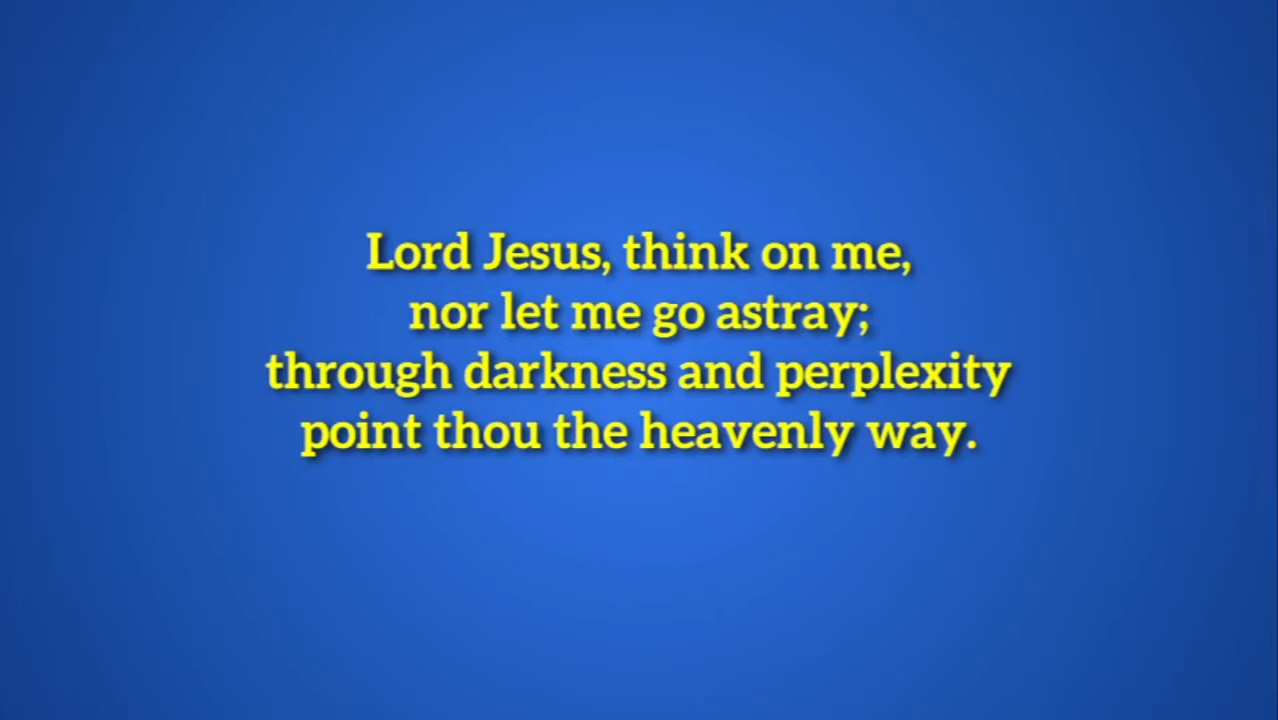 Lord Jesus, think on me,
nor let me go astray;
through darkness and perplexity
point thou the heavenly way.